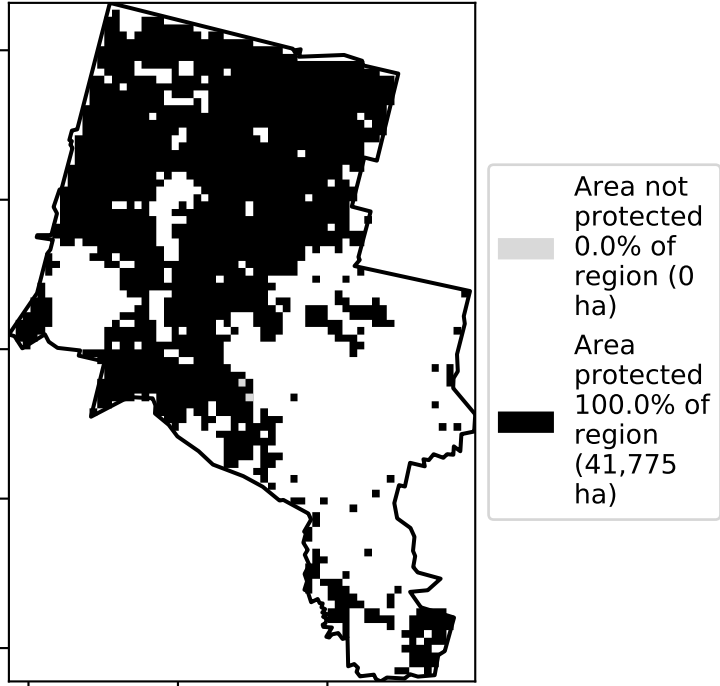 Area not
protected
0.0% of
region (0
ha)
Area
protected
100.0% of
region
(41,775
ha)